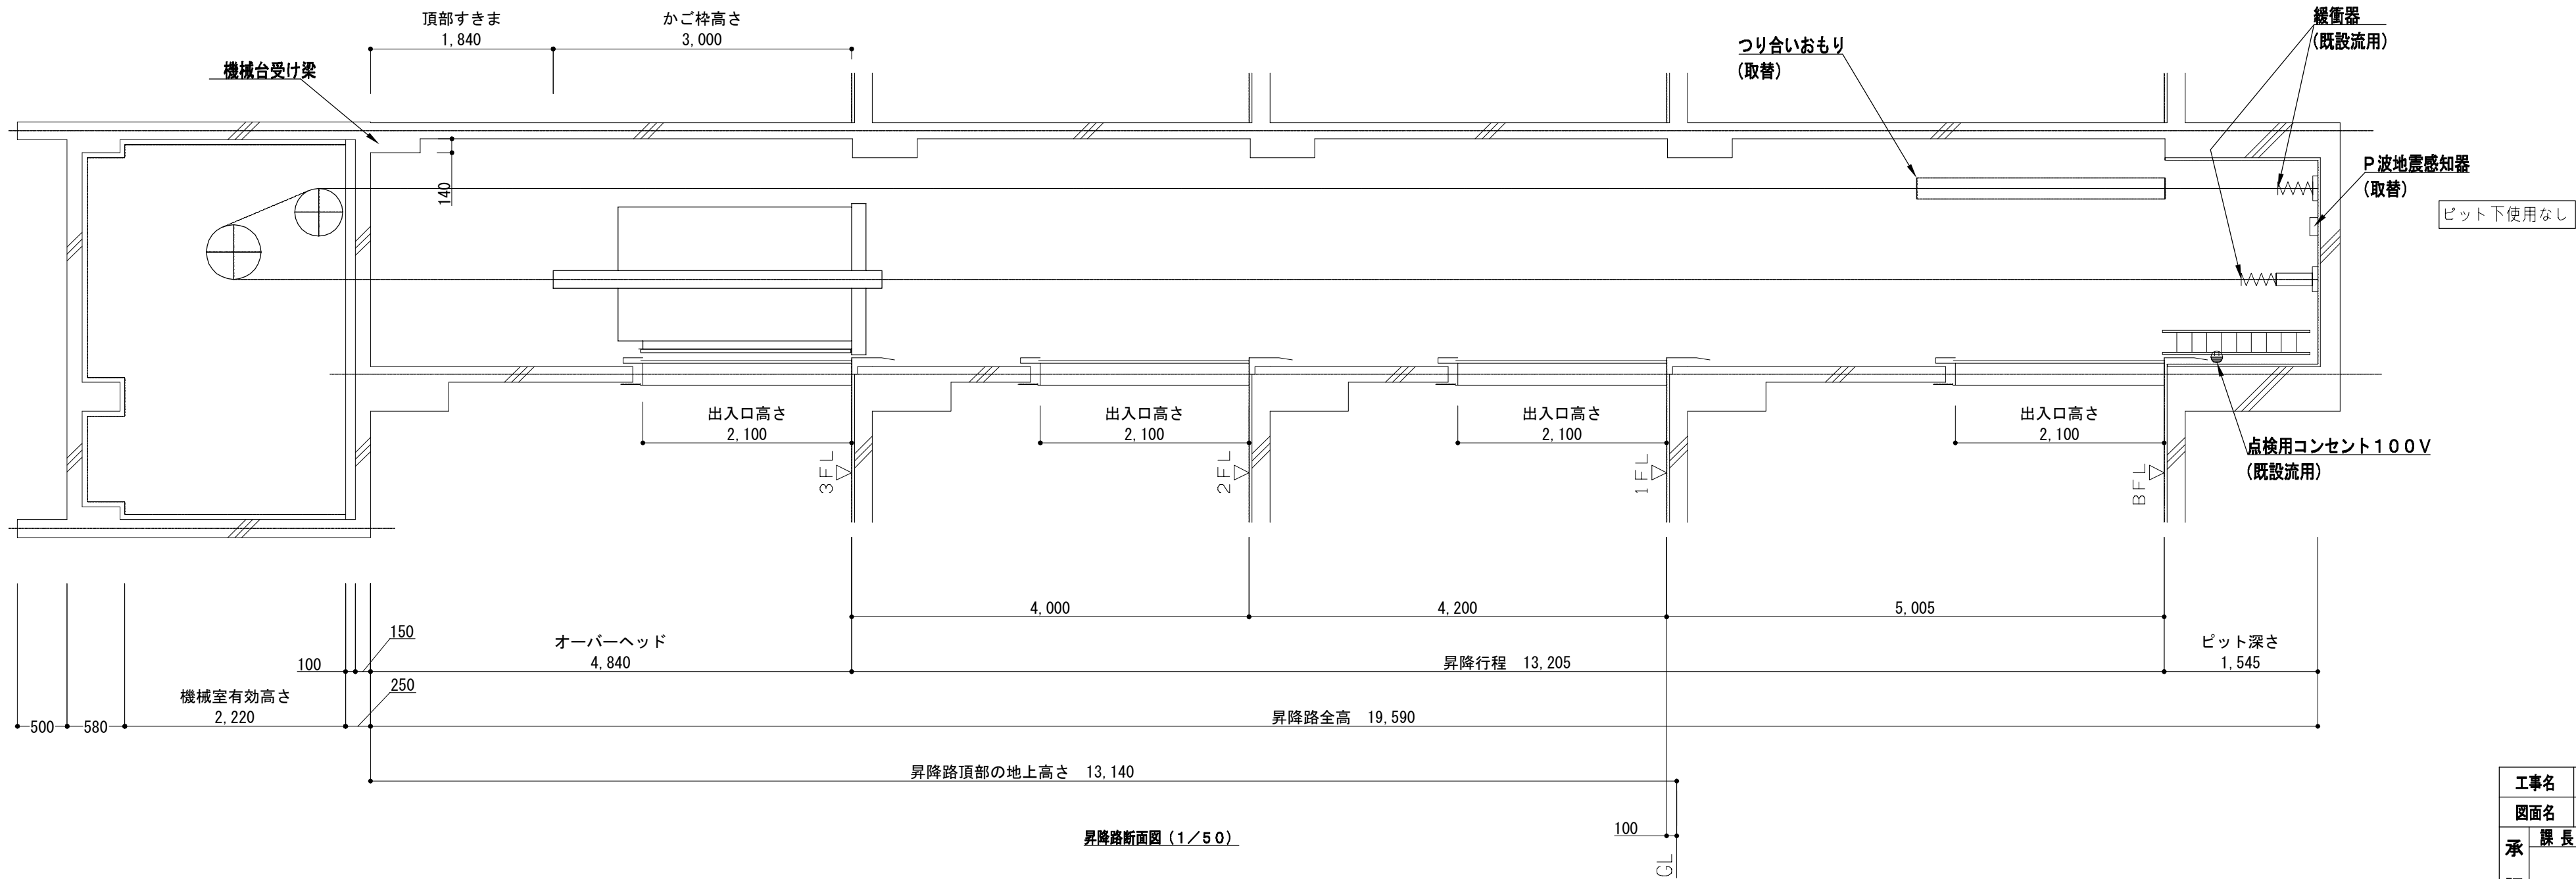 頂部すきま
1,840
かご枠高さ
3,000
機械台受け梁
つり合いおもり
(取替)
緩衝器
(既設流用)
P波地震感知器
(取替)
ピット下使用なし
140
出入口高さ
2,100
出入口高さ
2,100
出入口高さ
2,100
出入口高さ
2,100
3FL
2FL
1FL
BFL
点検用コンセント100V
(既設流用)
4,000
4,200
5,005
150
100
オーバーヘッド
4,840
昇降行程 13,205
ピット深さ
1,545
250
機械室有効高さ
2,220
500
580
昇降路全高 19,590
昇降路頂部の地上高さ 13,140
100
GL
昇降路断面図(1/50)
工事名
図面名
課長
承